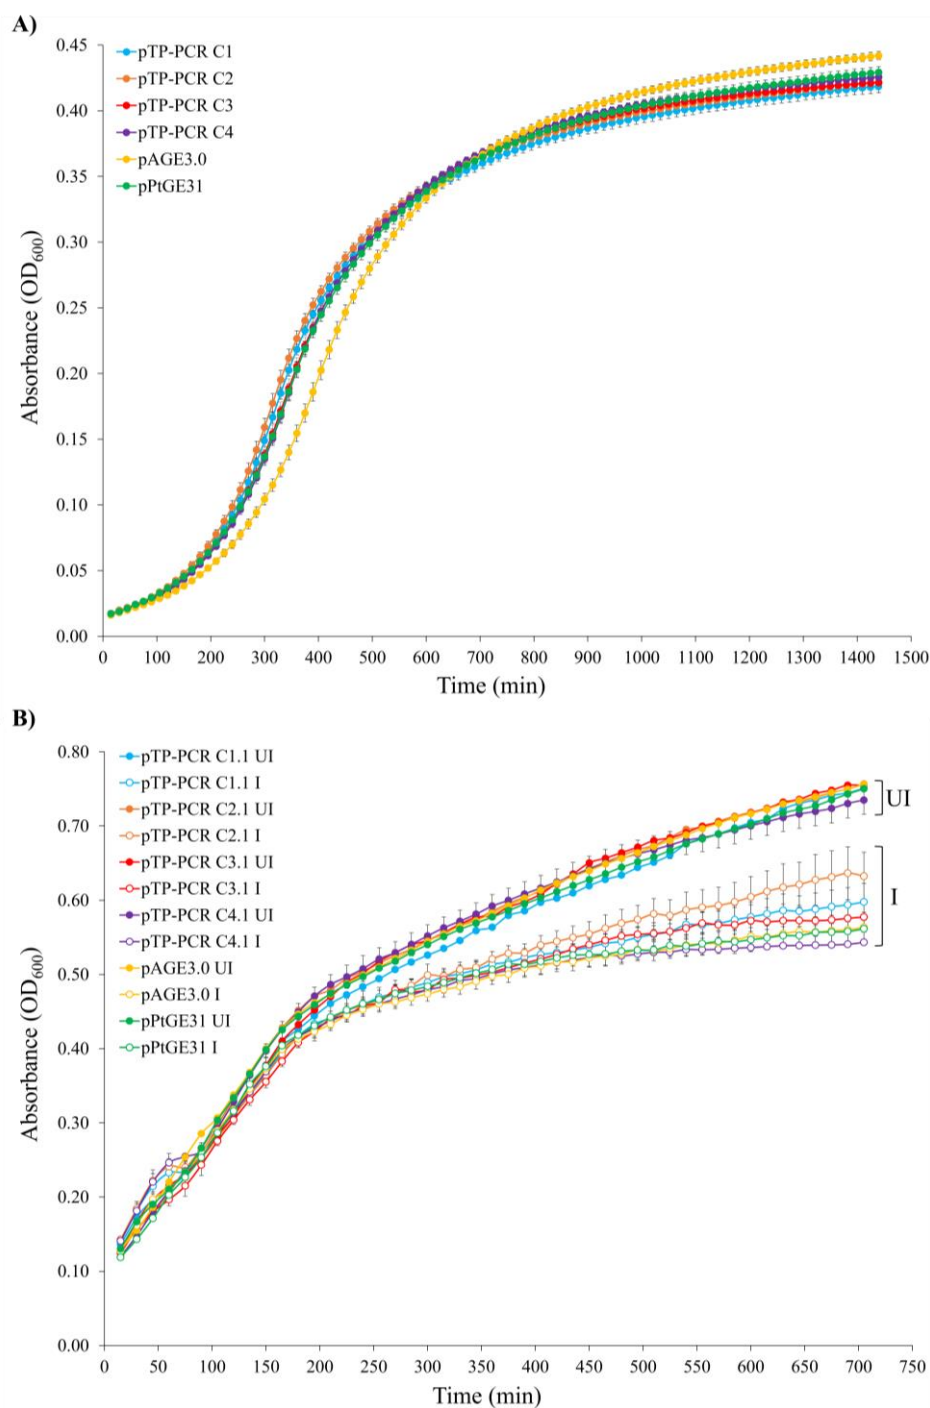 A)
0.45
0.40
0.35
0.30
0.25
0.20
0.15
0.10
0.05
0.00
Absorbance (OD600)
pTP-PCR C1
pTP-PCR C2
pTP-PCR C3
pTP-PCR C4
pAGE3.0
pPtGE31
0 100 200 300 400 500 600 700 800 900 1000 1100 1200 1300 1400 1500
Time (min)
B)
0.80
0.70
0.60
0.50
0.40
0.30
0.20
0.10
0.00
Absorbance (OD600)
pTP-PCR C1.1 UI
pTP-PCR C1.1 I
pTP-PCR C2.1 UI
pTP-PCR C2.1 I
pTP-PCR C3.1 UI
pTP-PCR C3.1 I
pTP-PCR C4.1 UI
pTP-PCR C4.1 I
pAGE3.0 UI
pAGE3.0 I
pPtGE31 UI
pPtGE31 I
UI
I
0 50 100 150 200 250 300 350 400 450 500 550 600 650 700 750
Time (min)